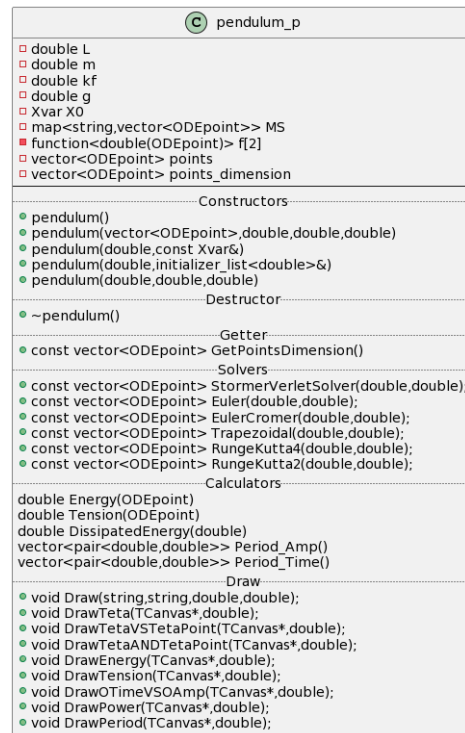 C pendulum_p
double L
double m
double kf
double g
Xvar X0
map<string,vector<ODEpoint>> MS
function<double(ODEpoint)> f[2]
vector<ODEpoint> points
vector<ODEpoint> points_dimension
Constructors
pendulum()
pendulum(vector<ODEpoint>,double,double,double)
pendulum(double,const Xvar&)
pendulum(double,initializer_list<double>&)
pendulum(double,double,double)
Destructor
~pendulum()
Getter
const vector<ODEpoint> GetPointsDimension()
Solvers
const vector<ODEpoint> StormerVerletSolver(double,double);
const vector<ODEpoint> Euler(double,double);
const vector<ODEpoint> EulerCromer(double,double);
const vector<ODEpoint> Trapezoidal(double,double);
const vector<ODEpoint> RungeKutta4(double,double);
const vector<ODEpoint> RungeKutta2(double,double);
Calculators
double Energy(ODEpoint)
double Tension(ODEpoint)
double DissipatedEnergy(double)
vector<pair<double,double>> Period_Amp()
vector<pair<double,double>> Period_Time()
Draw
void Draw(string,string,double,double);
void DrawTeta(TCanvas*,double);
void DrawTetaVSTetaPoint(TCanvas*,double);
void DrawTetaANDTetaPoint(TCanvas*,double);
void DrawEnergy(TCanvas*,double);
void DrawTension(TCanvas*,double);
void DrawOTimeVSOAmp(TCanvas*,double);
void DrawPower(TCanvas*,double);
void DrawPeriod(TCanvas*,double);